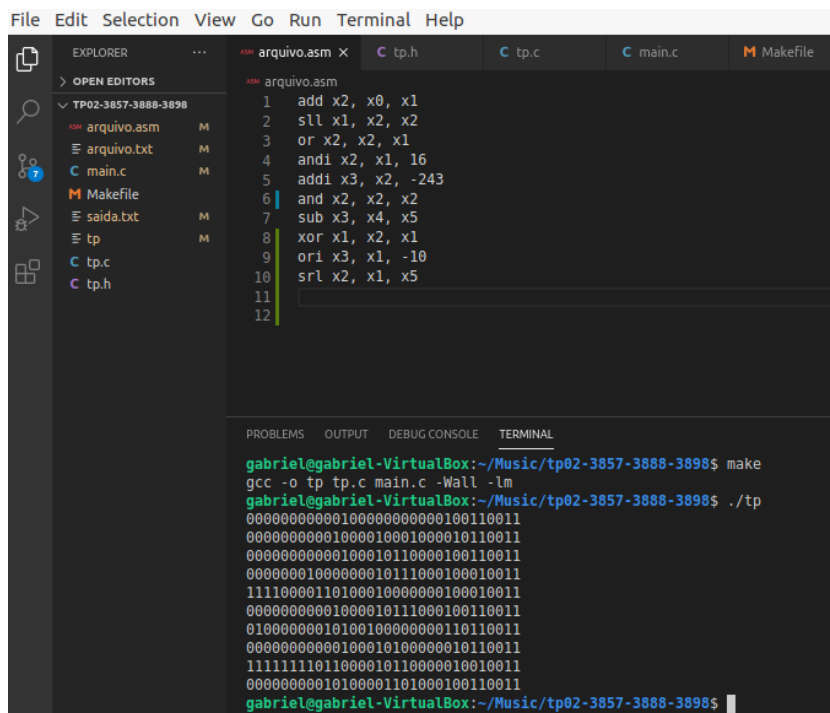 File Edit Selection View Go Run Terminal Help
EXPLORER ...
OPEN EDITORS
TP02-3857-3888-3898
ASM arquivo.asm M
arquivo.txt M
C main.c M
M Makefile
saida.txt M
tp M
C tp.c
C tp.h
7
ASM arquivo.asm × C tp.h C tp.c C main.c M Makefile
ASM arquivo.asm
1 add x2, x0, x1
2 sll x1, x2, x2
3 or x2, x2, x1
4 andi x2, x1, 16
5 addi x3, x2, -243
6 and x2, x2, x2
7 sub x3, x4, x5
8 xor x1, x2, x1
9 ori x3, x1, -10
10 srl x2, x1, x5
11
12
PROBLEMS OUTPUT DEBUG CONSOLE TERMINAL
gabriel@gabriel-VirtualBox:~/Music/tp02-3857-3888-3898$ make
gcc -o tp tp.c main.c -Wall -lm
gabriel@gabriel-VirtualBox:~/Music/tp02-3857-3888-3898$ ./tp
00000000000100000000000100110011
00000000001000010001000010110011
00000000000100010110000100110011
00000001000000010111000100010011
11110000110100010000000100010011
00000000001000010111000100110011
01000000010100100000000110110011
00000000000100010100000010110011
11111111011000010110000010010011
00000000010100001101000100110011
gabriel@gabriel-VirtualBox:~/Music/tp02-3857-3888-3898$